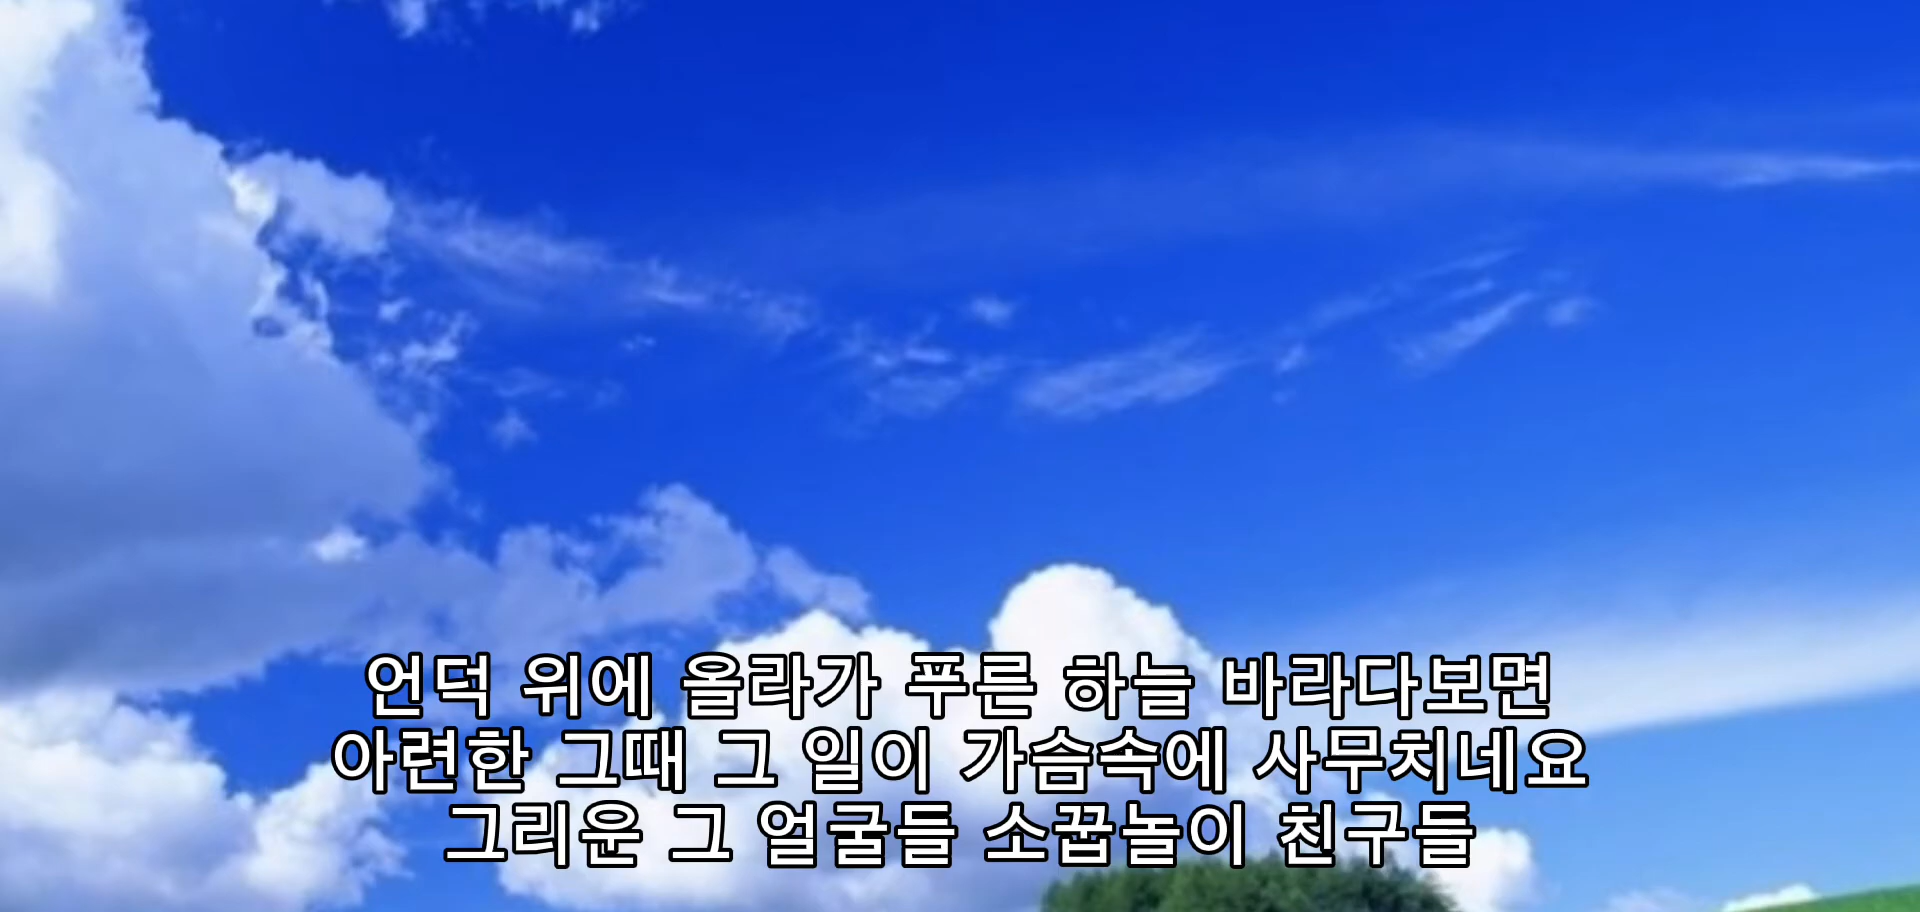 언덕 위에 올라가 푸른 하늘 바라다보면
아련한 그때 그 일이 가슴속에 사무치네요
그리운 그 얼굴들 소꿉놀이 친구들